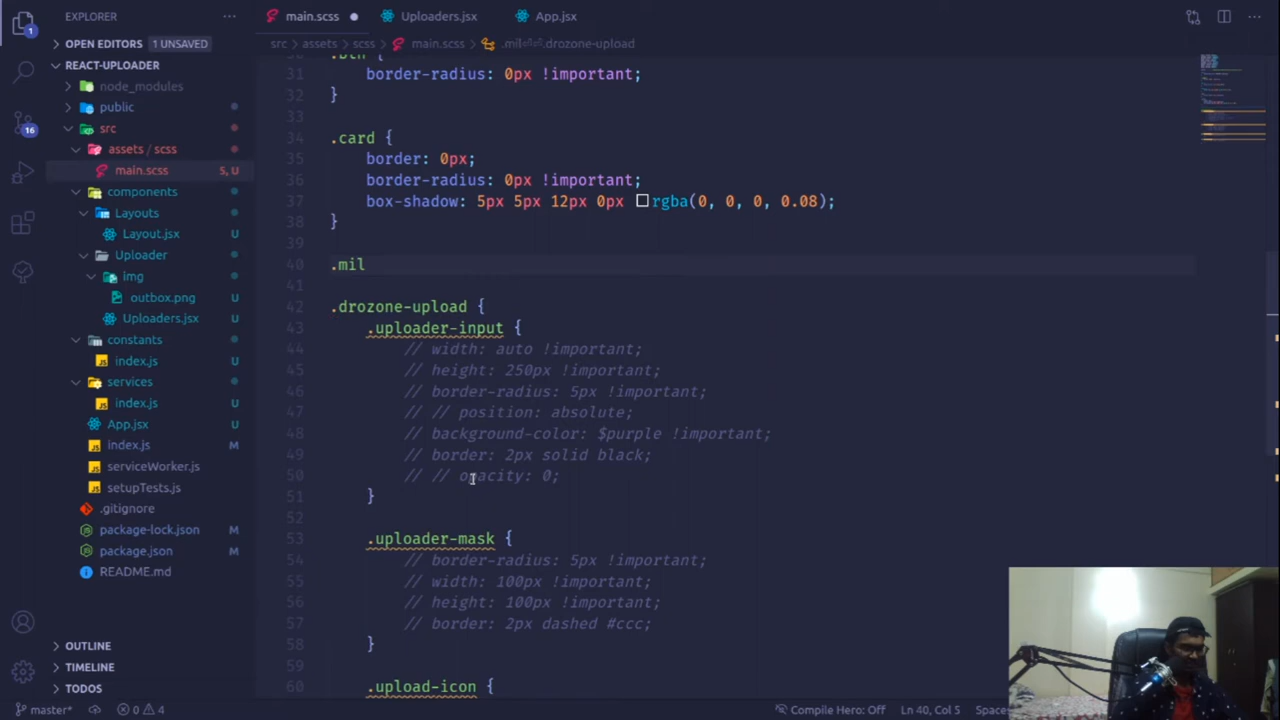 EXPLORER
main.scss
Uploaders.jsx
App.jsx
OPEN EDITORS 1 UNSAVED
src > assets > scss > main.scss > .mil⏎⏎.drozone-upload
REACT-UPLOADER
node_modules
public
src
assets / scss
main.scss 5, U
components
Layouts
Layout.jsx U
Uploader
img
outbox.png U
Uploaders.jsx U
constants
index.js U
services
index.js U
App.jsx U
index.js M
serviceWorker.js
setupTests.js
.gitignore
package-lock.json M
package.json M
README.md
OUTLINE
TIMELINE
TODOS
31 border-radius: 0px !important;
32 }
33
34 .card {
35 border: 0px;
36 border-radius: 0px !important;
37 box-shadow: 5px 5px 12px 0px rgba(0, 0, 0, 0.08);
38 }
39
40 .mil
41
42 .drozone-upload {
43 .uploader-input {
44 // width: auto !important;
45 // height: 250px !important;
46 // border-radius: 5px !important;
47 // // position: absolute;
48 // background-color: $purple !important;
49 // border: 2px solid black;
50 // // opacity: 0;
51 }
52
53 .uploader-mask {
54 // border-radius: 5px !important;
55 // width: 100px !important;
56 // height: 100px !important;
57 // border: 2px dashed #ccc;
58 }
59
60 .upload-icon {
1
16
master* 0 4
Compile Hero: Off Ln 40, Col 5